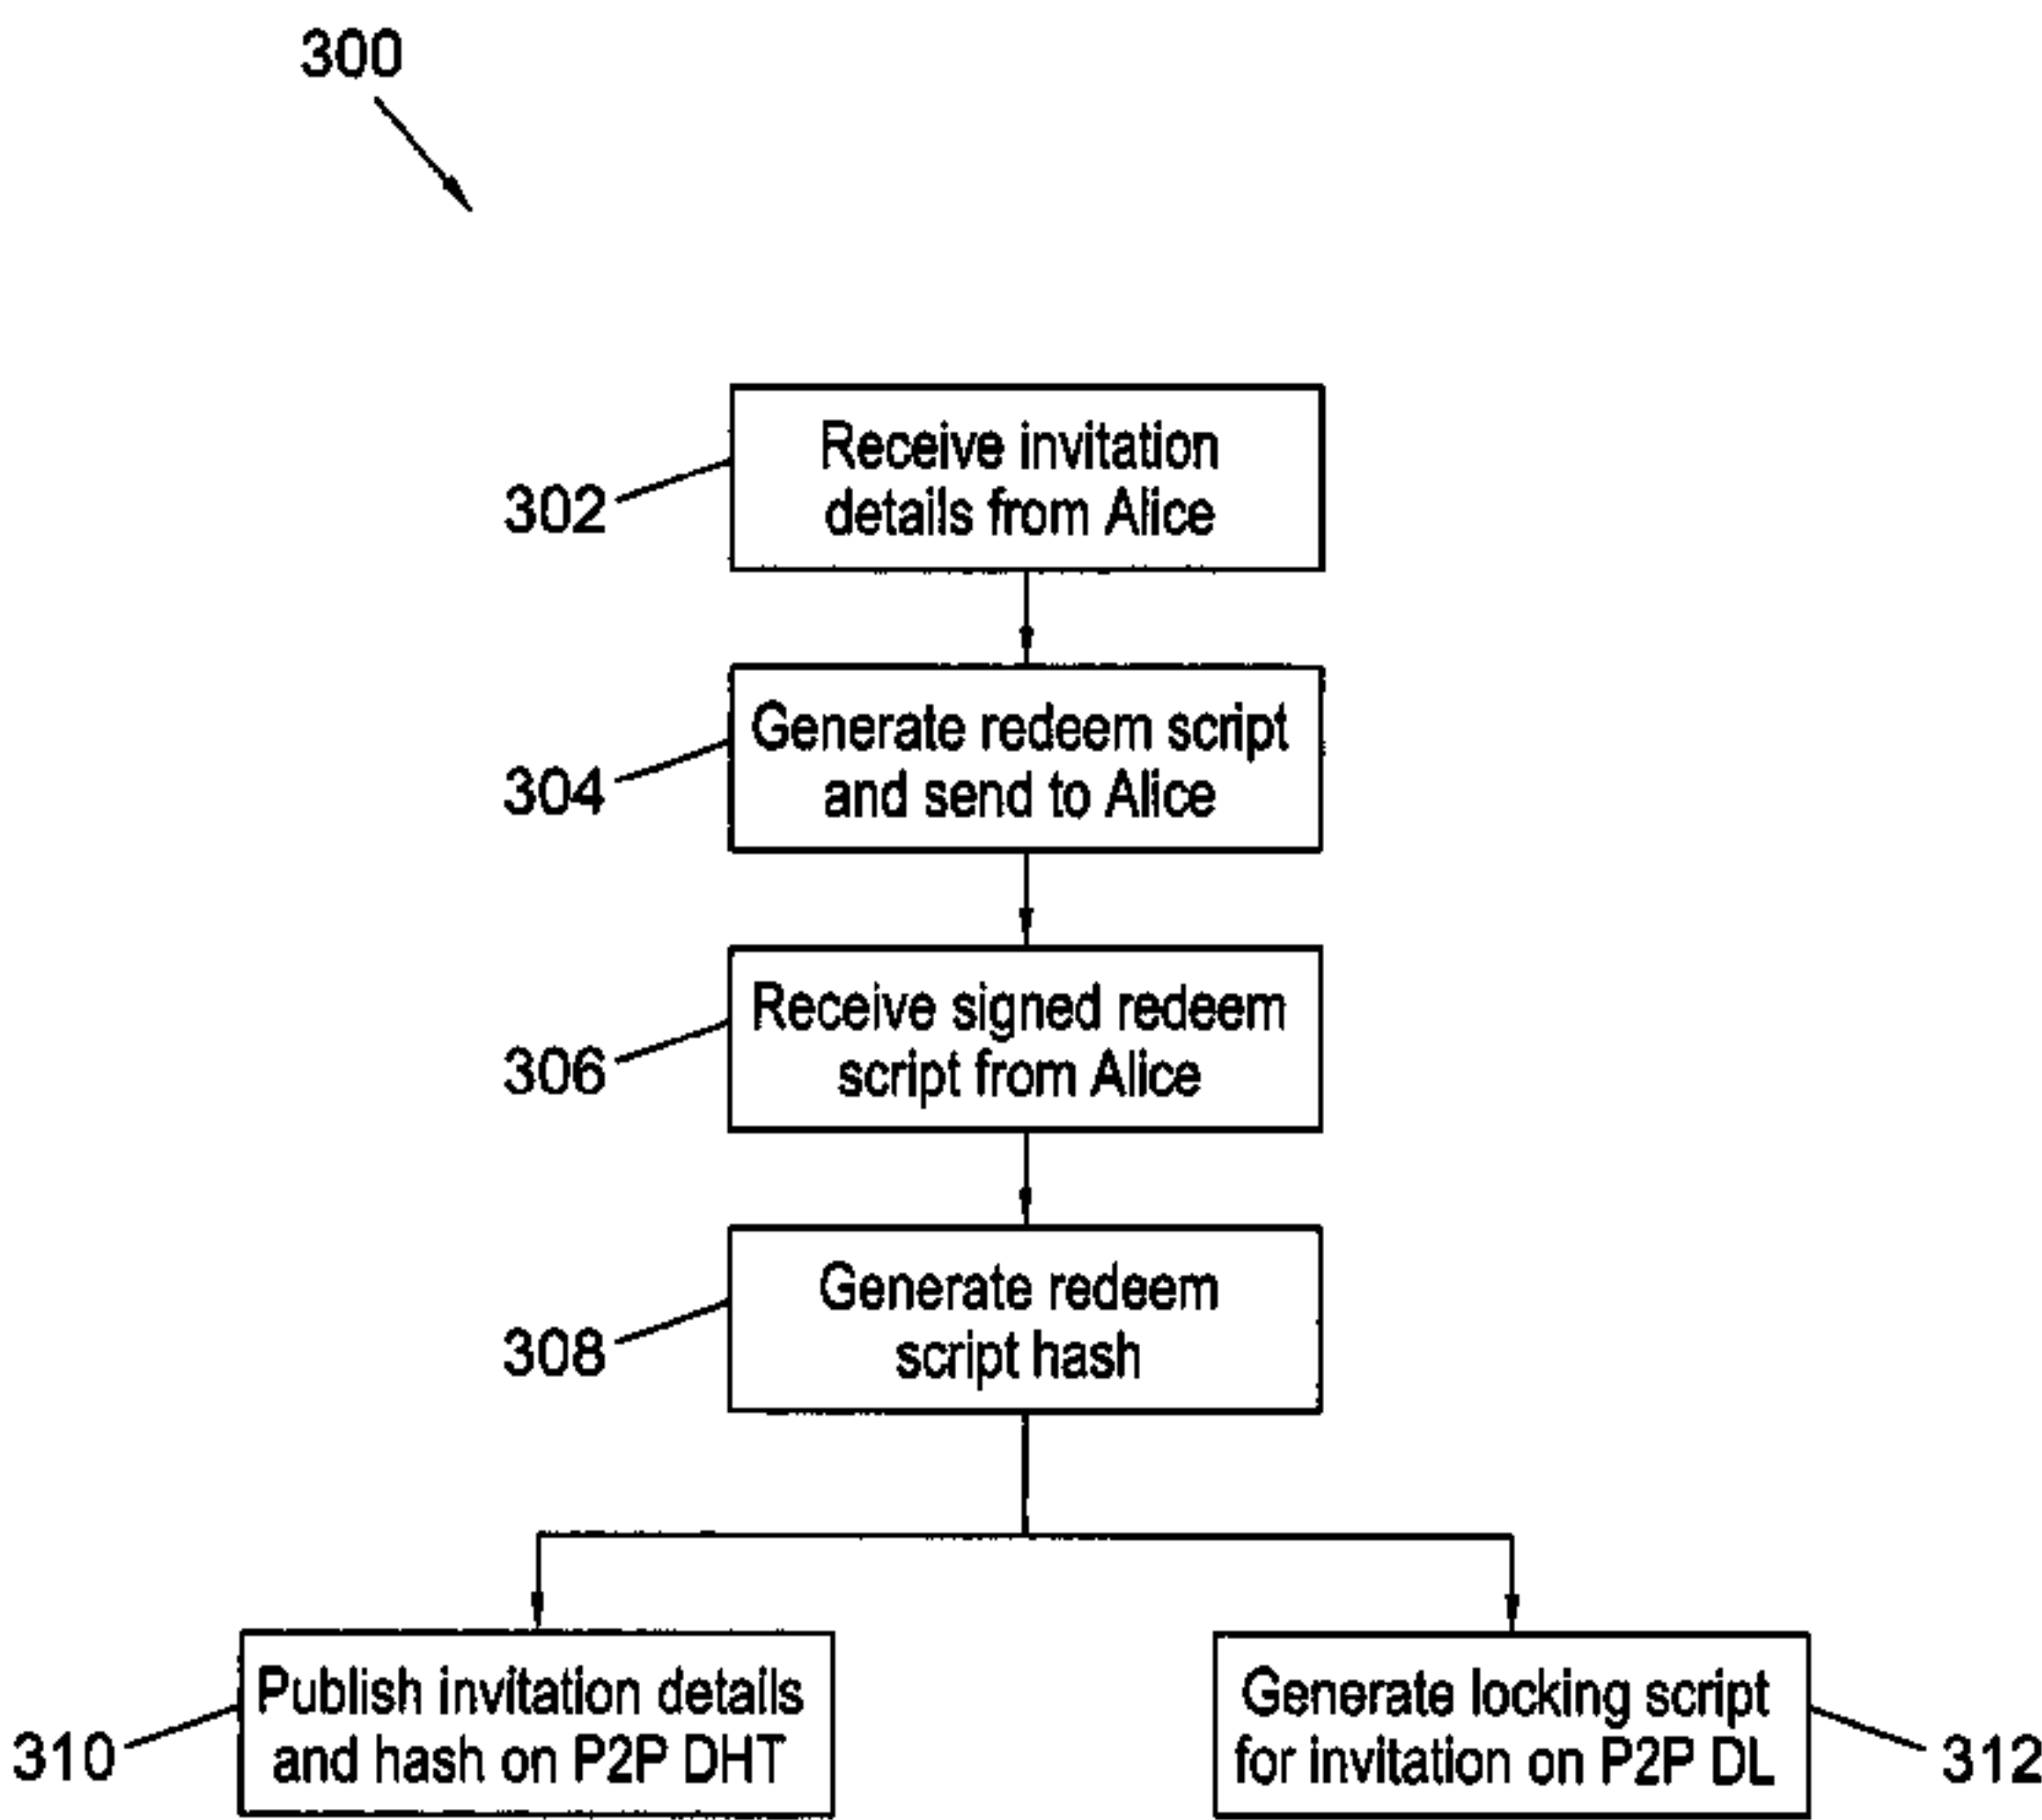 300
Receive invitation
details from Alice
302
Generate redeem script
and send to Alice
304
Receive signed redeem
script from Alice
306
Generate redeem
script hash
308
Publish invitation details
and hash on P2P DHT
310
Generate locking script
for invitation on P2P DL
312